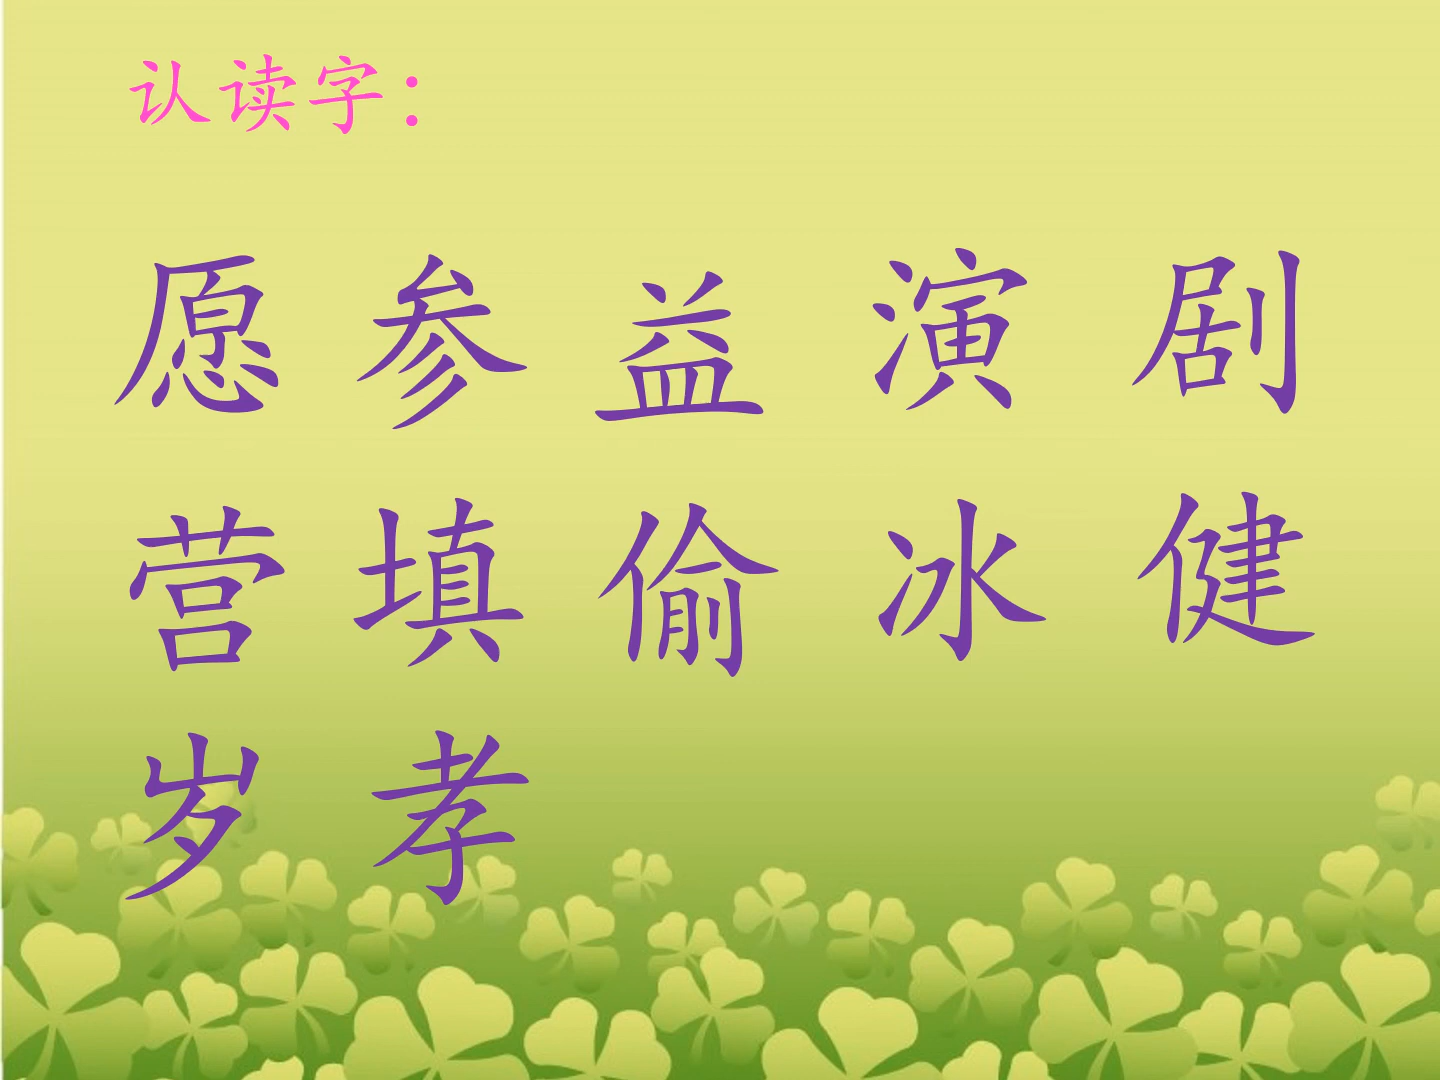 认读字：
愿 参 益 演 剧
营 填 偷 冰 健
岁 孝